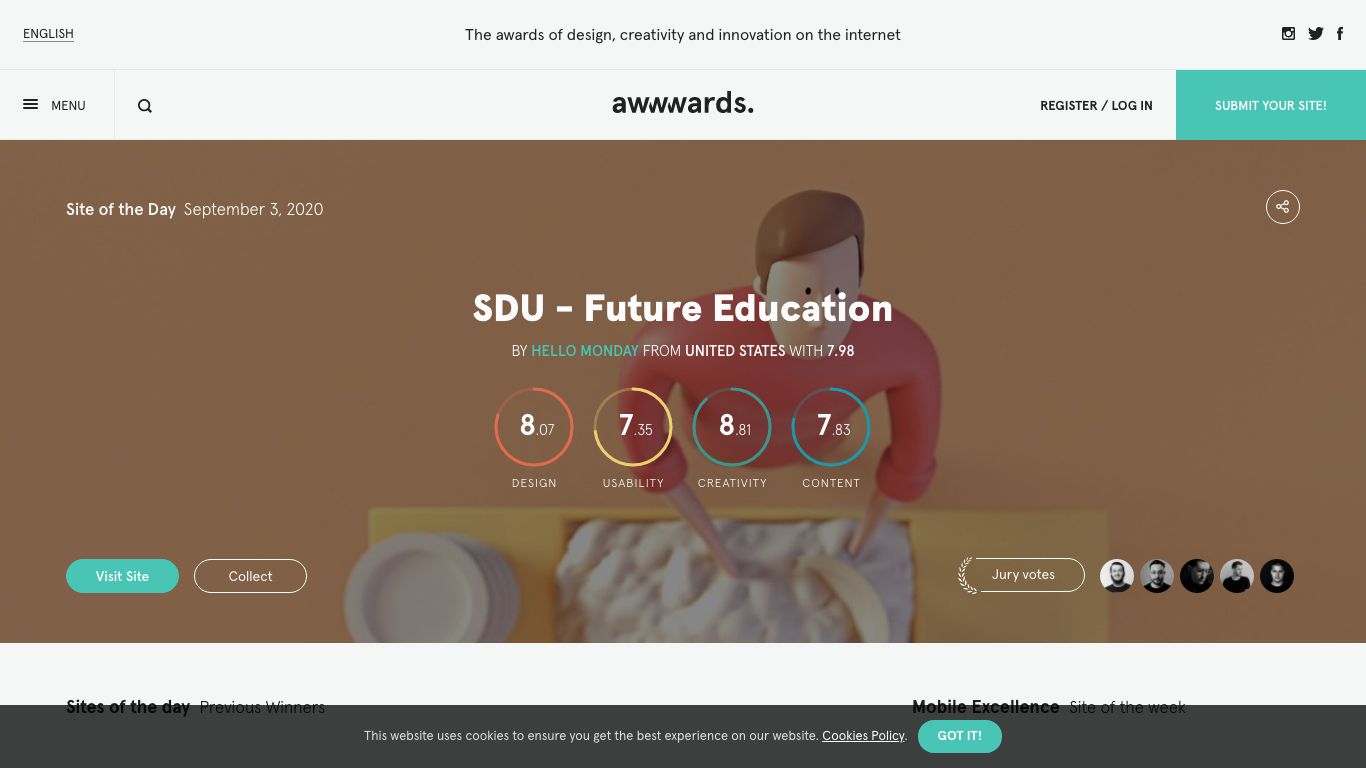 ENGLISH
The awards of design, creativity and innovation on the internet
MENU
awwwards.
REGISTER / LOG IN
SUBMIT YOUR SITE!
Site of the Day September 3, 2020
SDU - Future Education
BY HELLO MONDAY FROM UNITED STATES WITH 7.98
8.07 7.35 8.81 7.83
DESIGN USABILITY CREATIVITY CONTENT
Visit Site
Collect
Jury votes
Sites of the day Previous Winners
Mobile Excellence Site of the week
This website uses cookies to ensure you get the best experience on our website. Cookies Policy.
GOT IT!